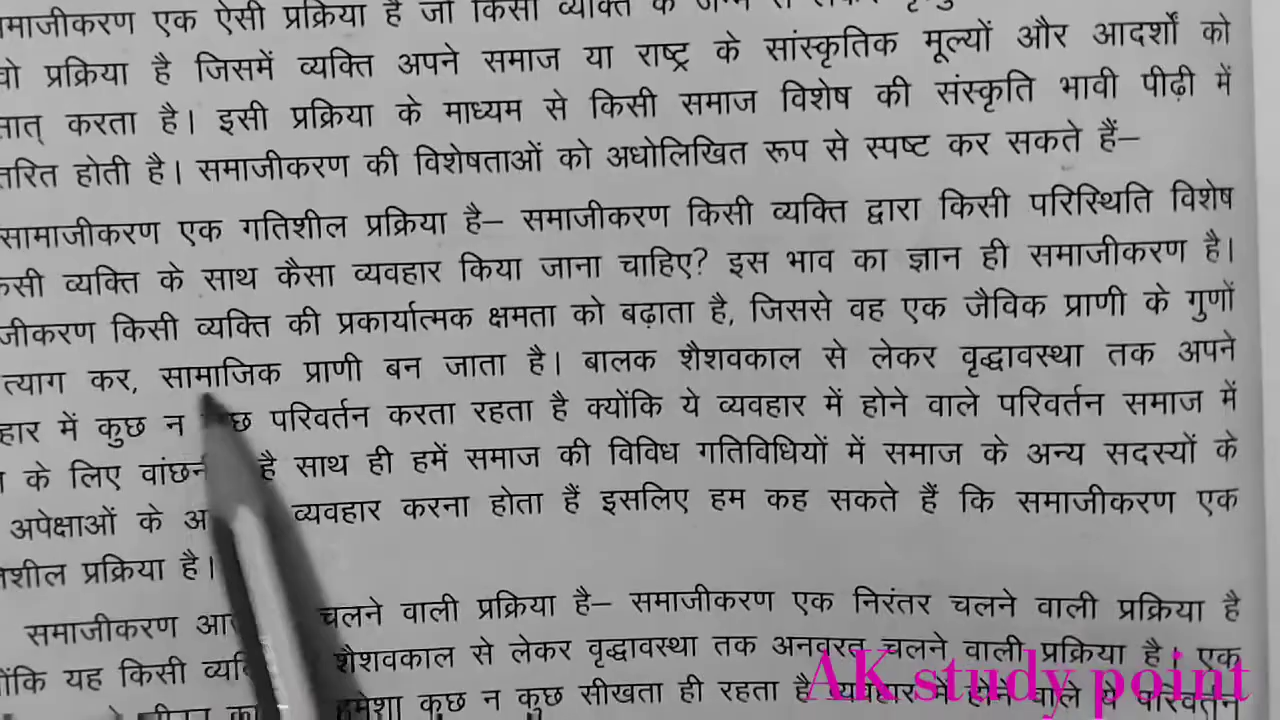 समाजीकरण एक ऐसी प्रक्रिया है जो किसी व्यक्ति के
प्रक्रिया है जिसमें व्यक्ति अपने समाज या राष्ट्र के सांस्कृतिक मूल्यों और आदर्शों को
सात् करता है। इसी प्रक्रिया के माध्यम से किसी समाज विशेष की संस्कृति भावी पीढ़ी में
तरित होती है। समाजीकरण की विशेषताओं को अधोलिखित रूप से स्पष्ट कर सकते हैं–
सामाजीकरण एक गतिशील प्रक्रिया है– समाजीकरण किसी व्यक्ति द्वारा किसी परिस्थिति विशेष
व्यक्ति के साथ कैसा व्यवहार किया जाना चाहिए? इस भाव का ज्ञान ही समाजीकरण है।
जीकरण किसी व्यक्ति की प्रकार्यात्मक क्षमता को बढ़ाता है, जिससे वह एक जैविक प्राणी के गुणों
त्याग कर, सामाजिक प्राणी बन जाता है। बालक शैशवकाल से लेकर वृद्धावस्था तक अपने
हार में कुछ न परिवर्तन करता रहता है क्योंकि ये व्यवहार में होने वाले परिवर्तन समाज में
के लिए है साथ ही हमें समाज की विविध गतिविधियों में समाज के अन्य सदस्यों के
अपेक्षाओं के व्यवहार करना होता हैं इसलिए हम कह सकते हैं कि समाजीकरण एक
शील प्रक्रिया है।
समाजीकरण चलने वाली प्रक्रिया है– समाजीकरण एक निरंतर चलने वाली प्रक्रिया है
यह किसी शैशवकाल से लेकर वृद्धावस्था तक अनवरत चलने वाली प्रक्रिया है। एक
हमेशा कुछ न कुछ सीखता ही रहता है व्यवहार में होने वाले ये परिवर्तन
AK study point